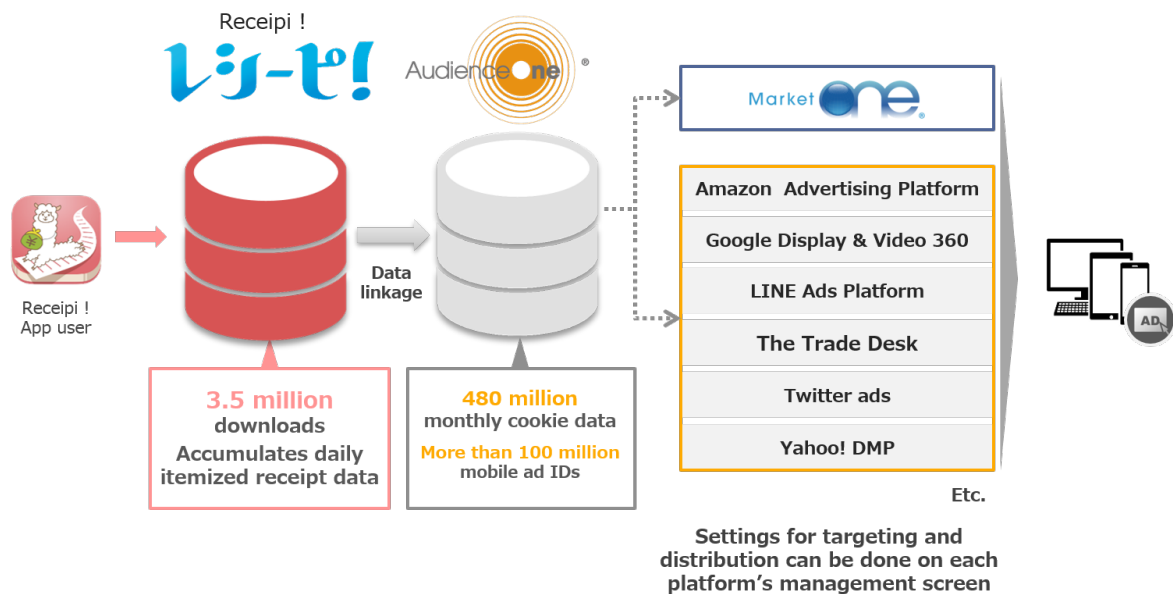 Receipi !
レシーピ!
AudienceOne ®
Market One ®
Amazon Advertising Platform
Google Display & Video 360
LINE Ads Platform
The Trade Desk
Twitter ads
Yahoo! DMP
Etc.
Receipi !
App user
Data
linkage
AD
3.5 million
downloads
Accumulates daily
itemized receipt data
480 million
monthly cookie data
More than 100 million
mobile ad IDs
Settings for targeting and
distribution can be done on each
platform’s management screen